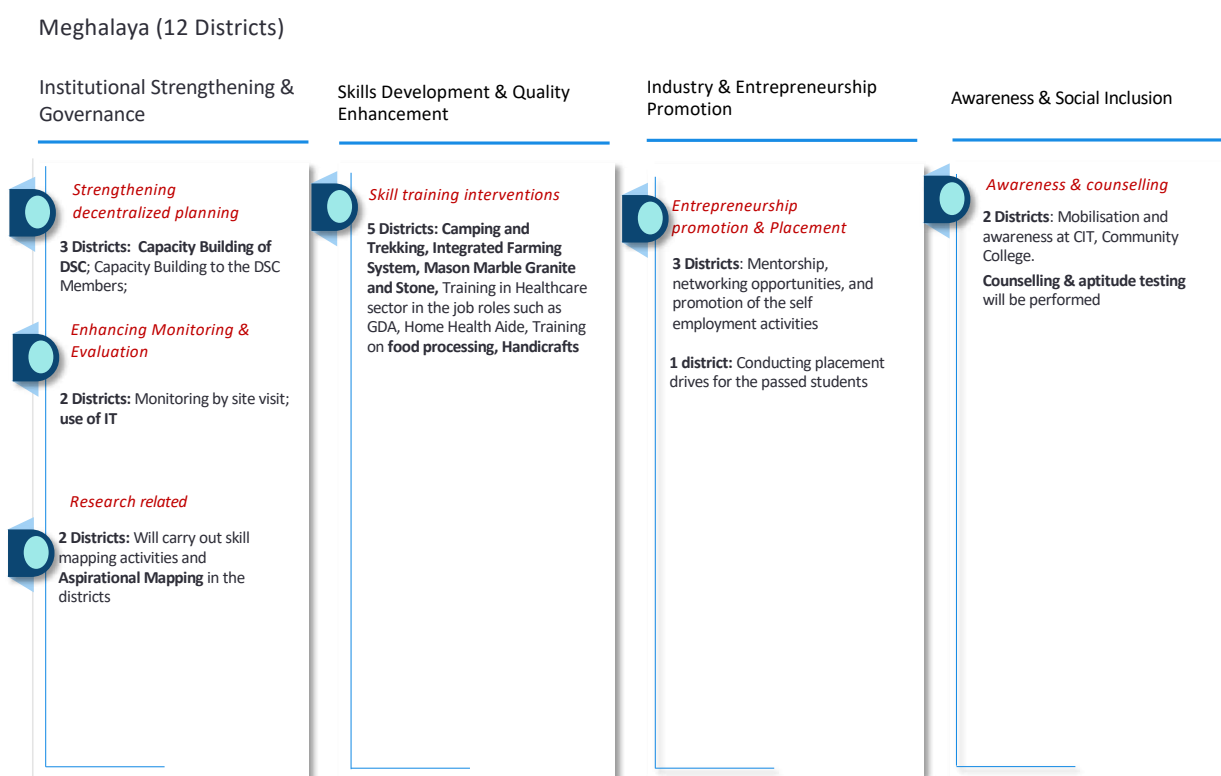 Meghalaya (12 Districts)
Institutional Strengthening &
Governance
Strengthening
decentralized planning
3 Districts: Capacity Building of
DSC; Capacity Building to the DSC
Members;
Enhancing Monitoring &
Evaluation
2 Districts: Monitoring by site visit;
use of IT
Research related
2 Districts: Will carry out skill
mapping activities and
Aspirational Mapping in the
districts
Skills Development & Quality
Enhancement
Skill training interventions
5 Districts: Camping and
Trekking, Integrated Farming
System, Mason Marble Granite
and Stone, Training in Healthcare
sector in the job roles such as
GDA, Home Health Aide, Training
on food processing, Handicrafts
Industry & Entrepreneurship
Promotion
Entrepreneurship
promotion & Placement
3 Districts: Mentorship,
networking opportunities, and
promotion of the self
employment activities
1 district: Conducting placement
drives for the passed students
Awareness & Social Inclusion
Awareness & counselling
2 Districts: Mobilisation and
awareness at CIT, Community
College.
Counselling & aptitude testing
will be performed